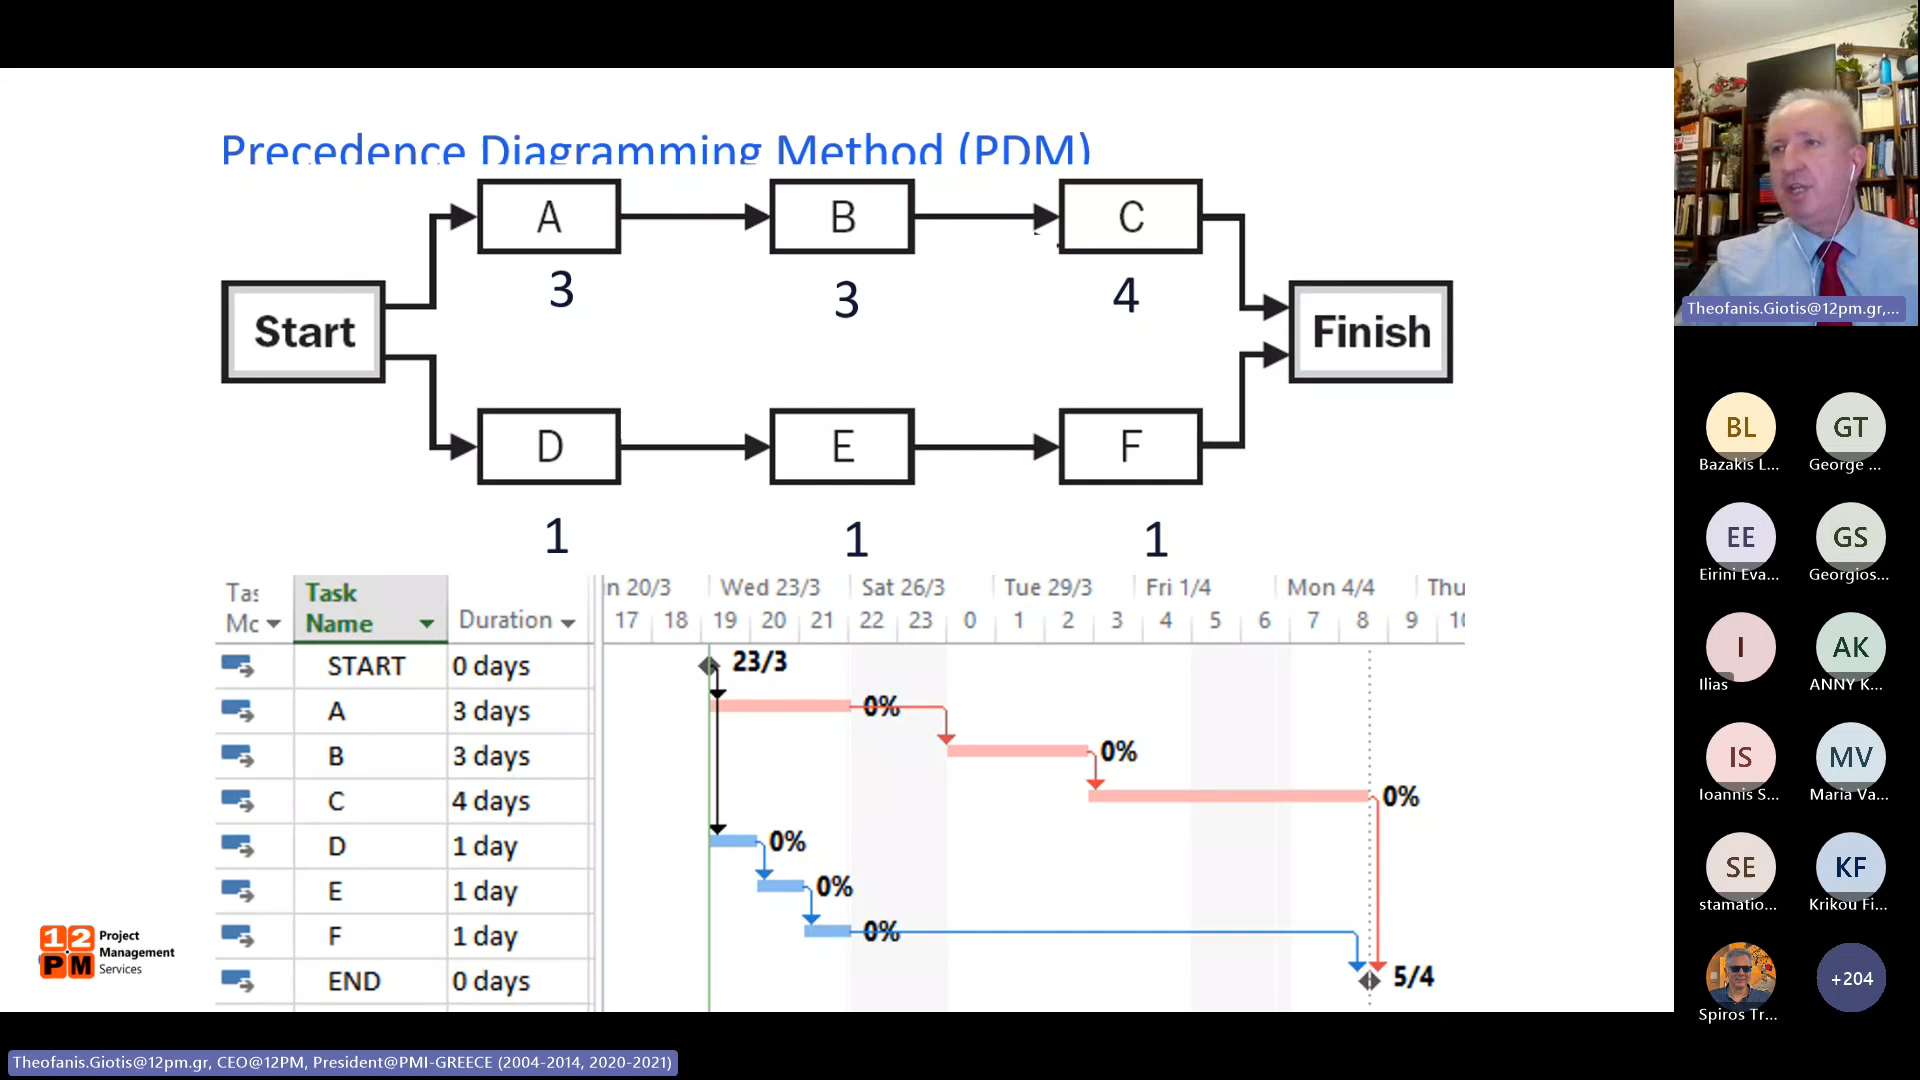 Precedence Diagramming Method (PDM)
A
B
C
3
3
4
Start
Finish
D
E
F
1
1
1
Task
Name
Duration
Mc
n 20/3
Wed 23/3
Sat 26/3
Tue 29/3
Fri 1/4
Mon 4/4
Thu
17 18 19 20 21 22 23 0 1 2 3 4 5 6 7 8 9 10
START 0 days 23/3
A 3 days 0%
B 3 days 0%
C 4 days 0%
D 1 day 0%
E 1 day 0%
F 1 day 0%
END 0 days 5/4
12
PM
Project
Management
Services
Theofanis.Giotis@12pm.gr,...
BL
GT
Bazakis L...
George ...
EE
GS
Eirini Eva...
Georgios...
I
AK
Ilias
ANNY K...
IS
MV
Ioannis S...
Maria Va...
SE
KF
stamatio...
Krikou Fi...
+204
Spiros Tr...
Theofanis.Giotis@12pm.gr, CEO@12PM, President@PMI-GREECE (2004-2014, 2020-2021)